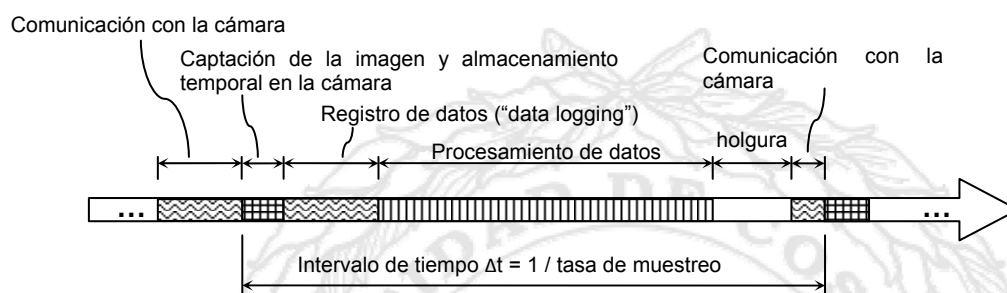 Comunicación con la cámara
Captación de la imagen y almacenamiento
temporal en la cámara
Comunicación con la
cámara
Registro de datos (“data logging”)
Procesamiento de datos
holgura
...
...
Intervalo de tiempo Δt = 1 / tasa de muestreo